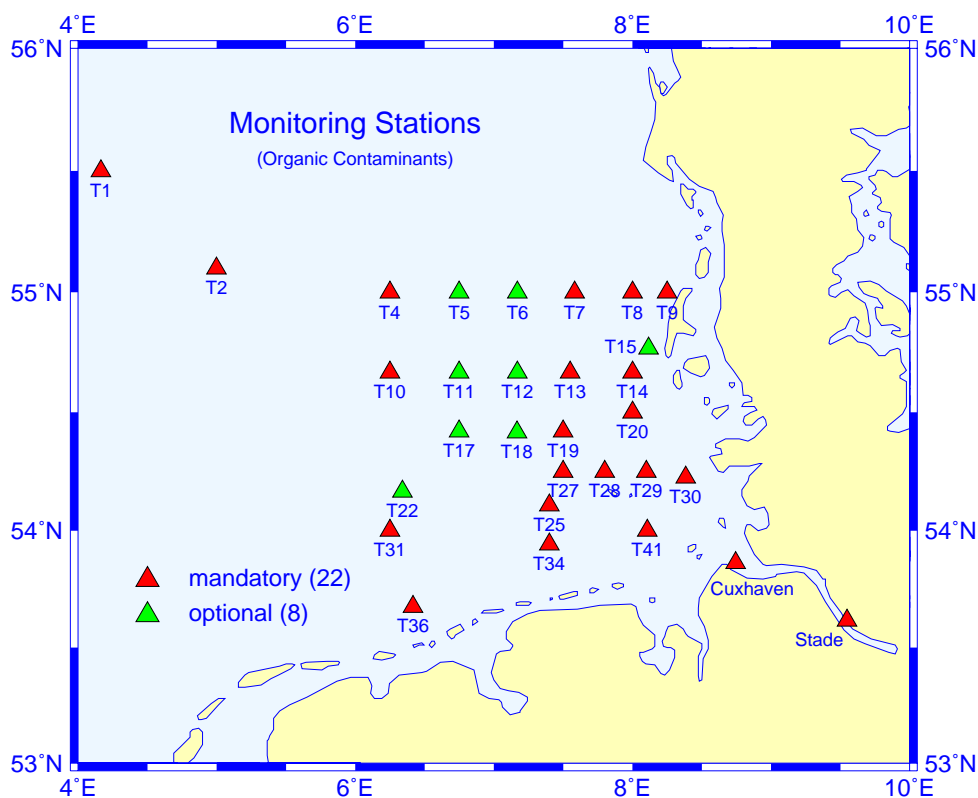 4°E
6°E
8°E
10°E
56°N
56°N
Monitoring Stations
(Organic Contaminants)
T1
T2
55°N
55°N
T4
T5
T6
T7
T8
T9
T15
T10
T11
T12
T13
T14
T20
T17
T18
T19
T27
T28
T29
T30
T22
T25
54°N
54°N
T31
T34
T41
mandatory (22)
Cuxhaven
optional (8)
T36
Stade
53°N
53°N
4°E
6°E
8°E
10°E